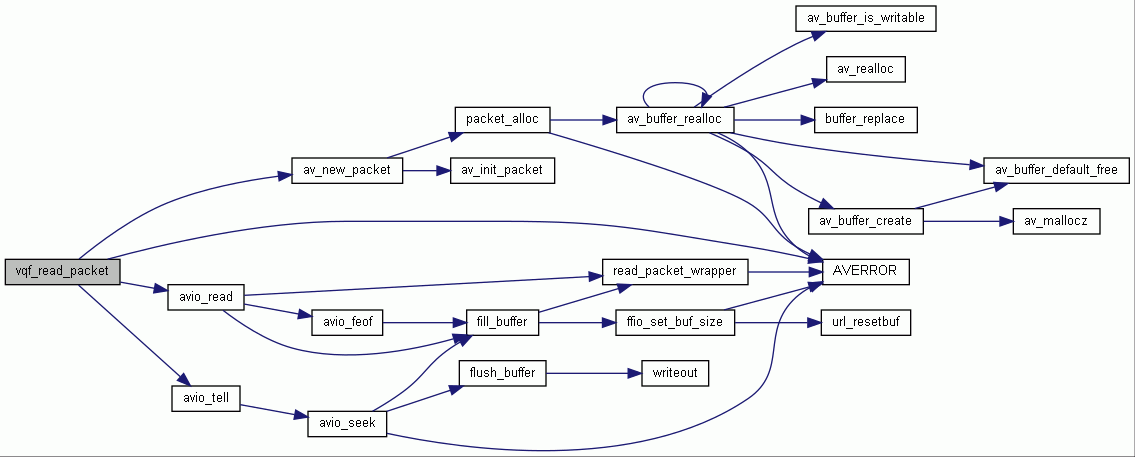 av_buffer_is_writable
av_realloc
packet_alloc
av_buffer_realloc
buffer_replace
av_new_packet
av_init_packet
av_buffer_default_free
av_buffer_create
av_mallocz
vqf_read_packet
read_packet_wrapper
AVERROR
avio_read
avio_feof
fill_buffer
ffio_set_buf_size
url_resetbuf
flush_buffer
writeout
avio_tell
avio_seek